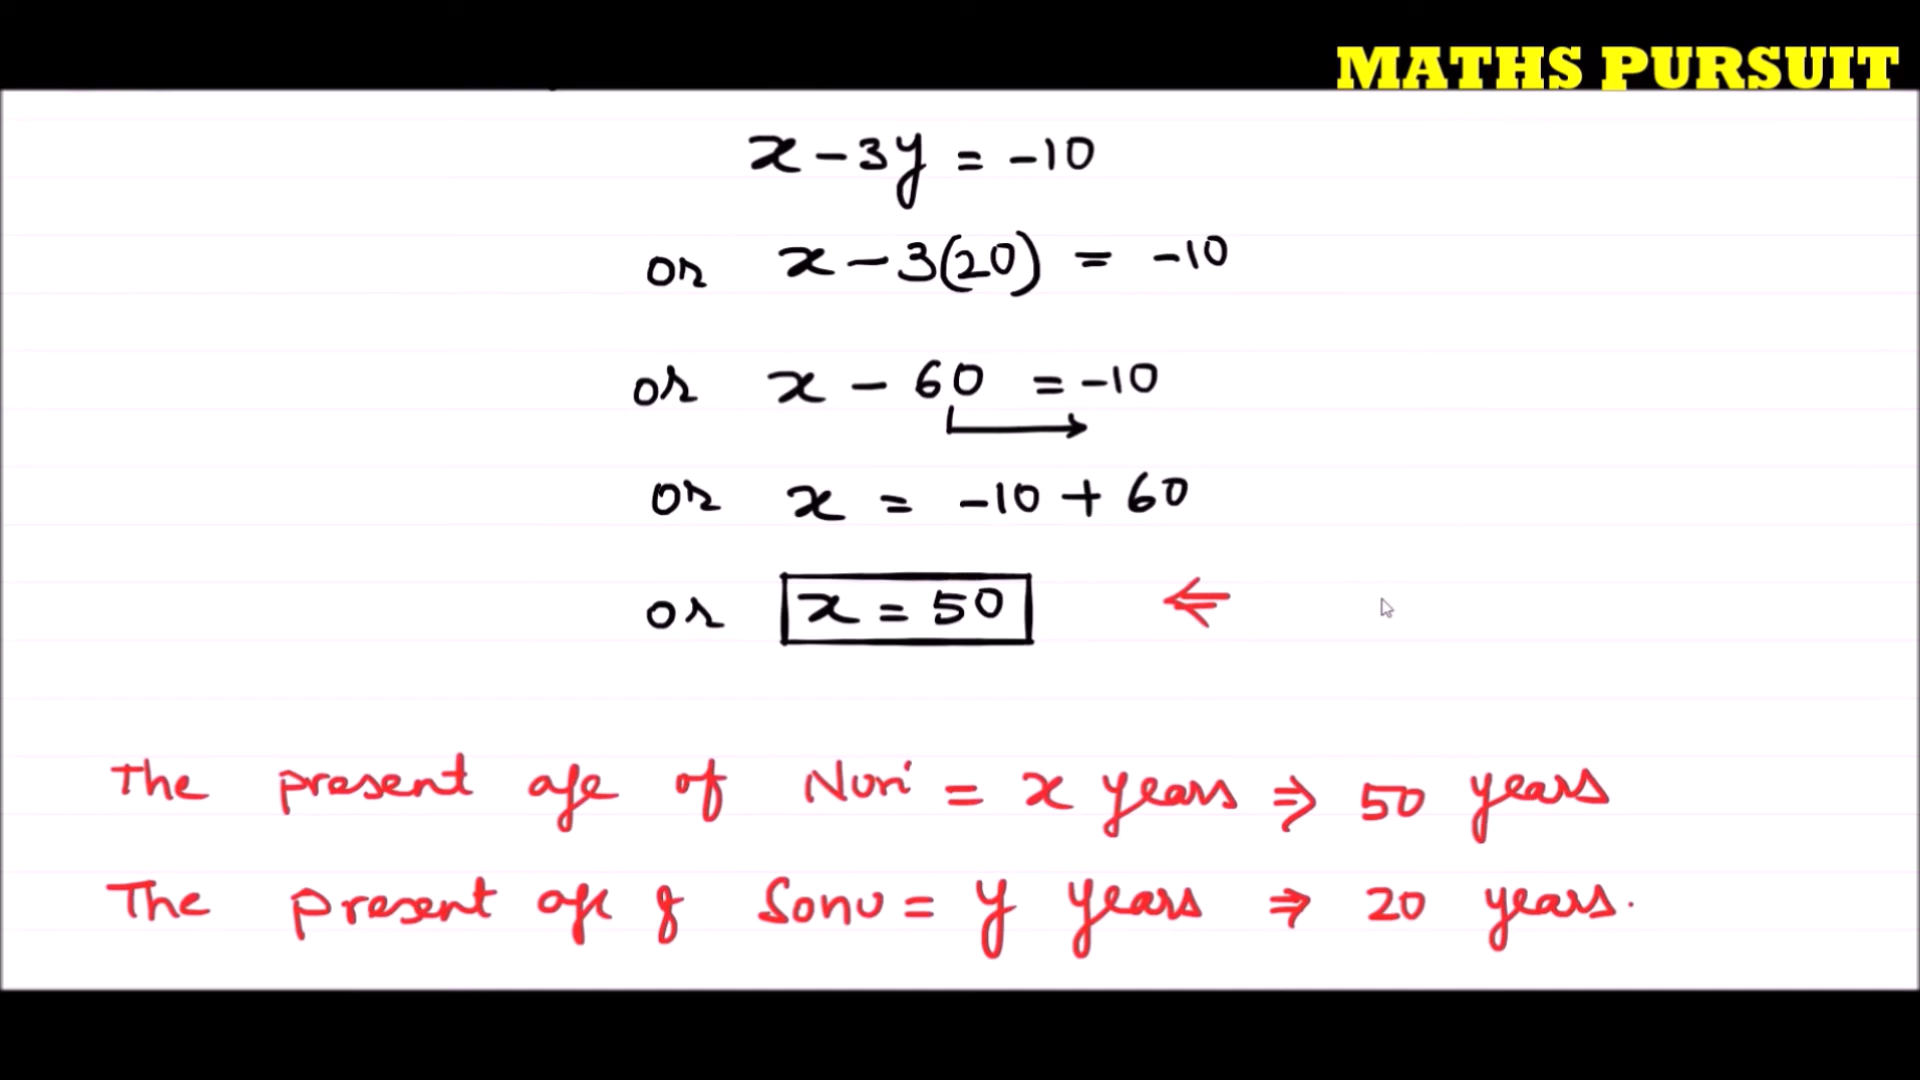 MATHS PURSUIT
x - 3y = -10
or x - 3(20) = -10
or x - 60 = -10
or x = -10 + 60
or x = 50 ⇐
The present age of Nuri = x years ⇒ 50 years
The present age of Sonu = y years ⇒ 20 years.